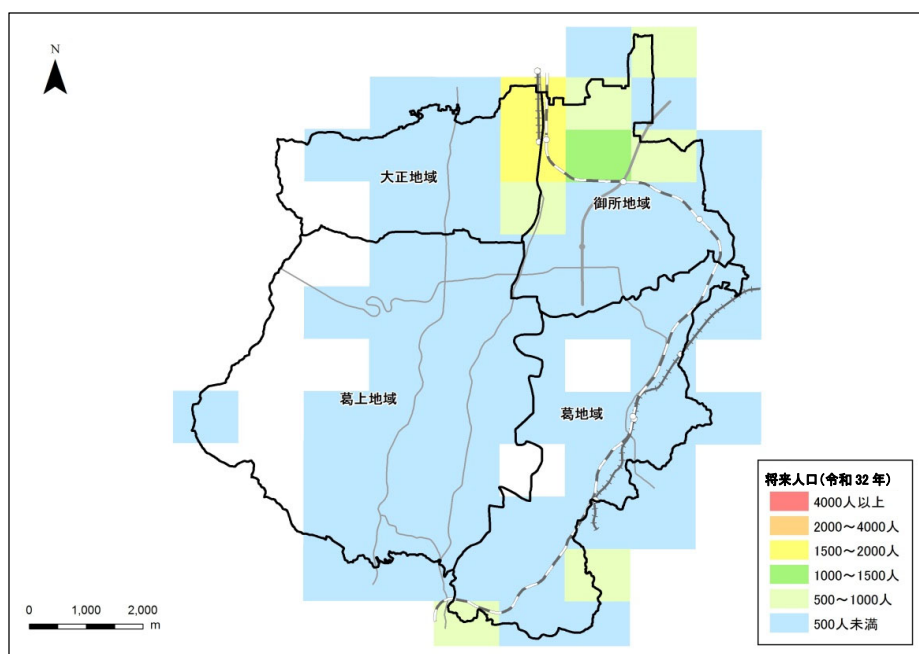 N
大正地域
御所地域
葛上地域
葛地域
将来人口(令和32年)
4000人以上
2000～4000人
1500～2000人
1000～1500人
500～1000人
500人未満
0 1,000 2,000
m